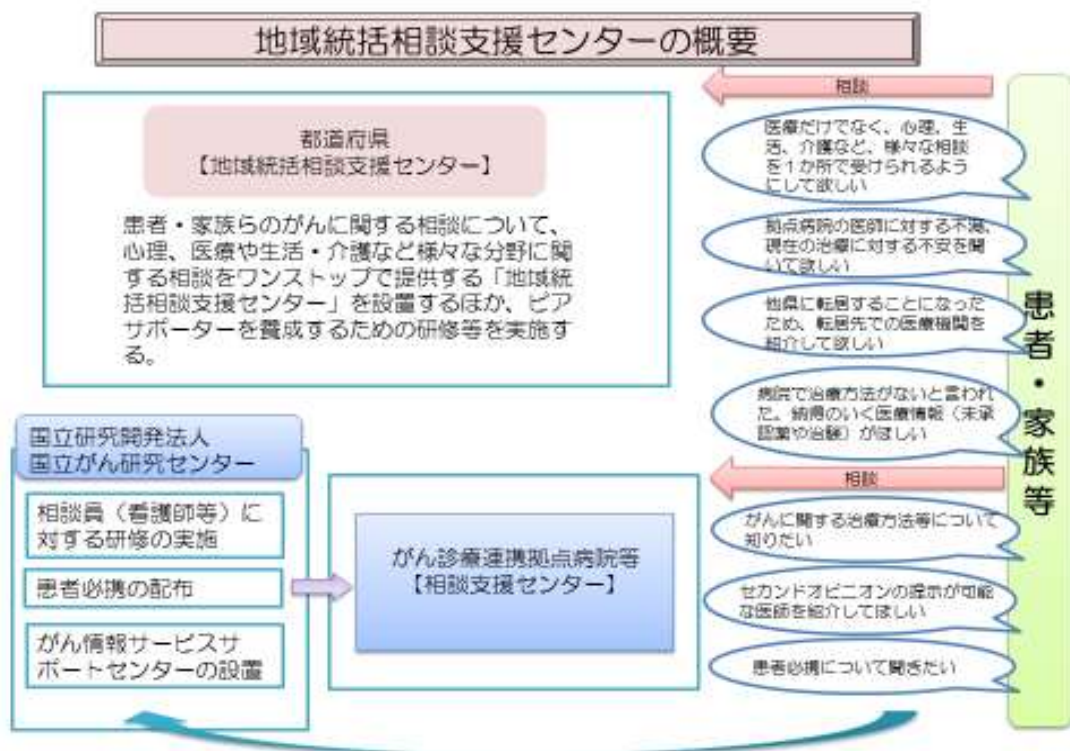 地域統括相談支援センターの概要
都道府県
【地域統括相談支援センター】
患者・家族らのがんに関する相談について、
心理、医療や生活・介護など様々な分野に関
する相談をワンストップで提供する「地域統
括相談支援センター」を設置するほか、ピア
サポーターを養成するための研修等を実施す
る。
相談
医療だけでなく、心理、生
活、介護など、様々な相談
を１か所で受けられるよう
にして欲しい
拠点病院の医師に対する不満、
現在の治療に対する不安を聞
いて欲しい
他県に転居することになった
ため、転居先での医療機関を
紹介して欲しい
病院で治療方法がないと言われ
た。納得のいく医療情報（未承
認薬や治験）がほしい
患者・家族等
国立研究開発法人
国立がん研究センター
相談員（看護師等）に
対する研修の実施
患者必携の配布
がん情報サービスサ
ポートセンターの設置
がん診療連携拠点病院等
【相談支援センター】
相談
がんに関する治療方法等について
知りたい
セカンドオピニオンの提示が可能
な医師を紹介してほしい
患者必携について聞きたい